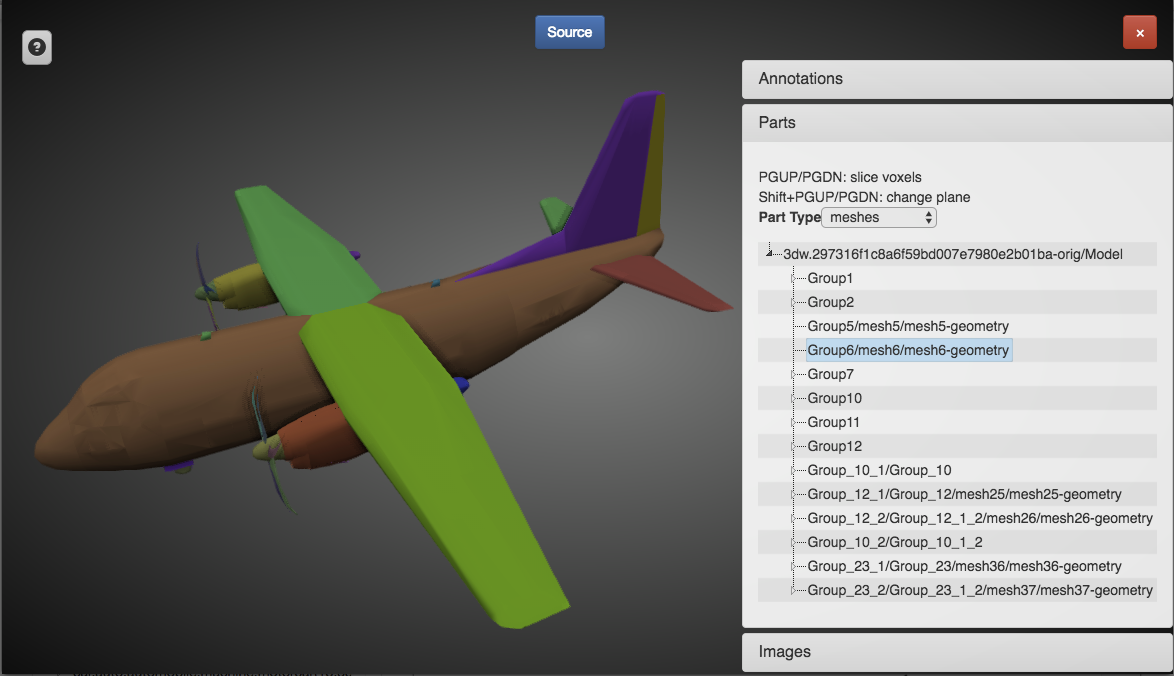 ?
Source
×
Annotations
Parts
PGUP/PGDN: slice voxels
Shift+PGUP/PGDN: change plane
Part Type meshes
3dw.297316f1c8a6f59bd007e7980e2b01ba-orig/Model
Group1
Group2
Group5/mesh5/mesh5-geometry
Group6/mesh6/mesh6-geometry
Group7
Group10
Group11
Group12
Group_10_1/Group_10
Group_12_1/Group_12/mesh25/mesh25-geometry
Group_12_2/Group_12_1_2/mesh26/mesh26-geometry
Group_10_2/Group_10_1_2
Group_23_1/Group_23/mesh36/mesh36-geometry
Group_23_2/Group_23_1_2/mesh37/mesh37-geometry
Images